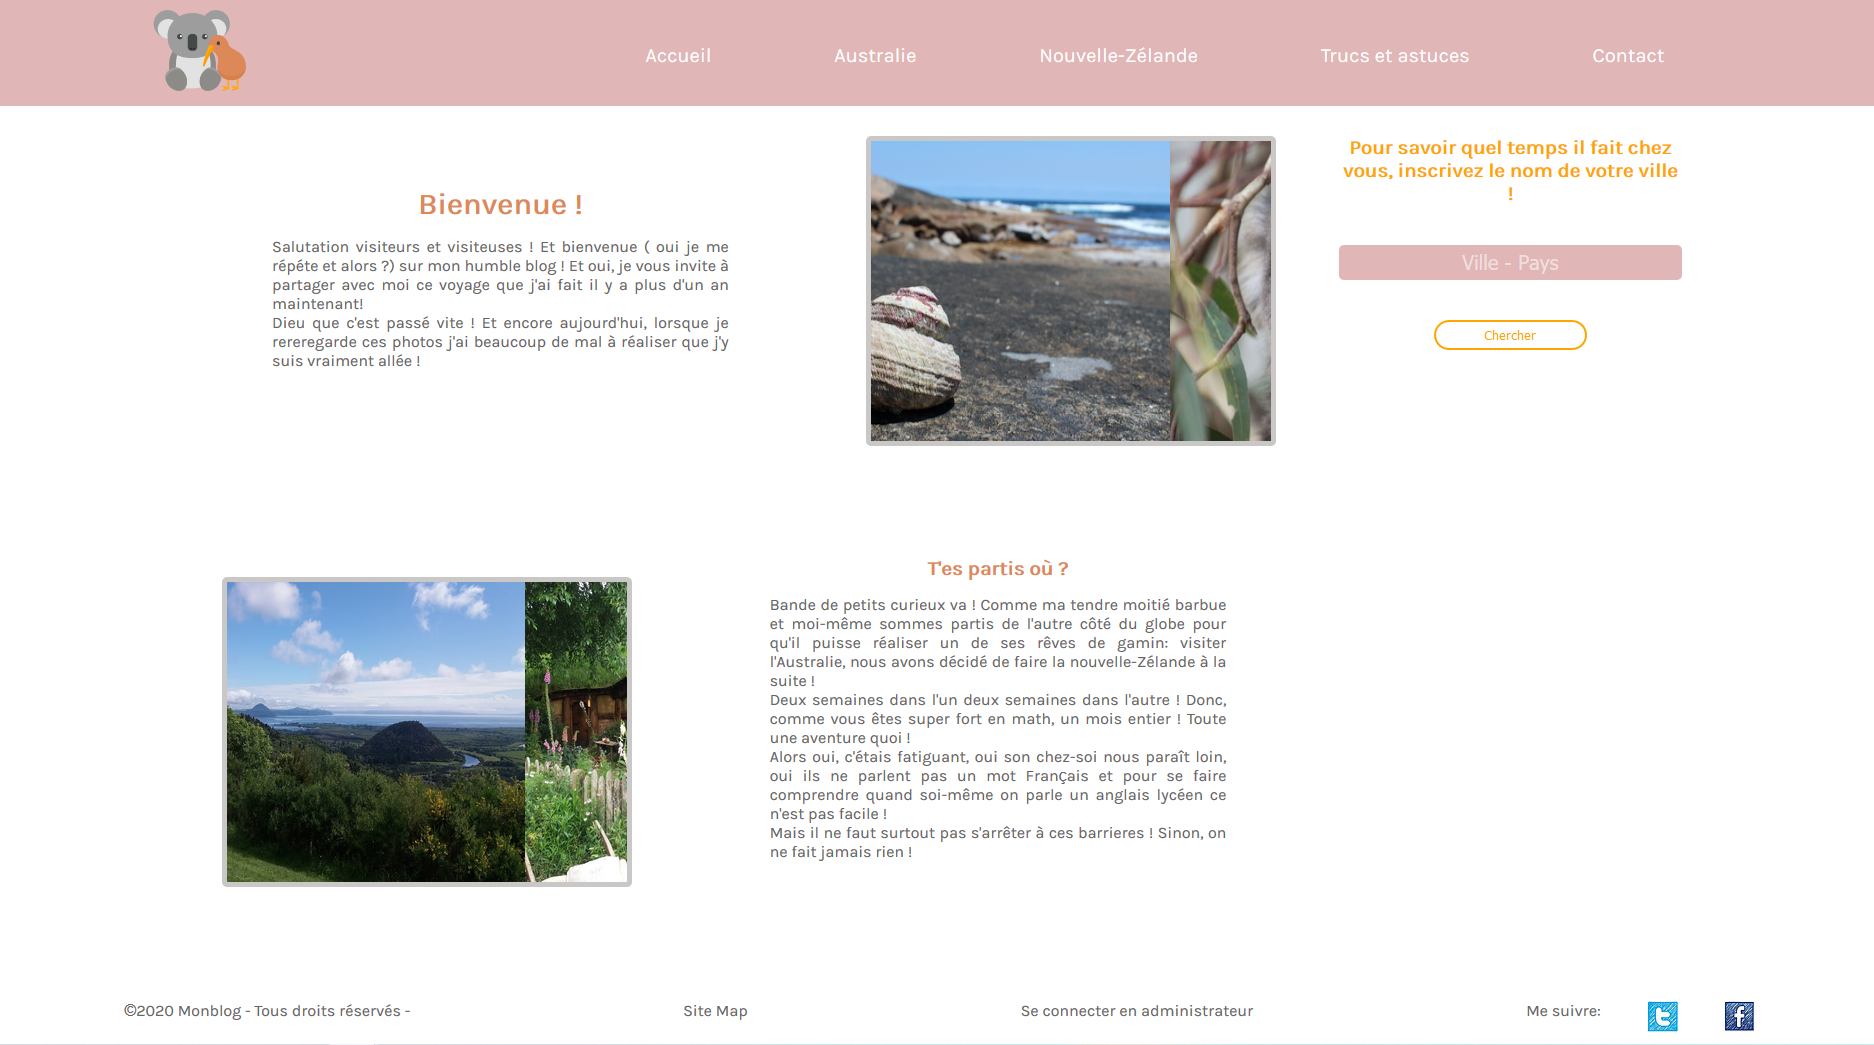 Accueil
Australie
Nouvelle-Zélande
Trucs et astuces
Contact
Bienvenue !
Salutation visiteurs et visiteuses ! Et bienvenue ( oui je me
répéte et alors ?) sur mon humble blog ! Et oui, je vous invite à
partager avec moi ce voyage que j'ai fait il y a plus d'un an
maintenant!
Dieu que c'est passé vite ! Et encore aujourd'hui, lorsque je
rereregarde ces photos j'ai beaucoup de mal à réaliser que j'y
suis vraiment allée !
Pour savoir quel temps il fait chez
vous, inscrivez le nom de votre ville
!
Ville - Pays
Chercher
T'es partis où ?
Bande de petits curieux va ! Comme ma tendre moitié barbue
et moi-même sommes partis de l'autre côté du globe pour
qu'il puisse réaliser un de ses rêves de gamin: visiter
l'Australie, nous avons décidé de faire la nouvelle-Zélande à la
suite !
Deux semaines dans l'un deux semaines dans l'autre ! Donc,
comme vous êtes super fort en math, un mois entier ! Toute
une aventure quoi !
Alors oui, c'étais fatiguant, oui son chez-soi nous paraît loin,
oui ils ne parlent pas un mot FranÇais et pour se faire
comprendre quand soi-même on parle un anglais lycéen ce
n'est pas facile !
Mais il ne faut surtout pas s'arrêter à ces barrieres ! Sinon, on
ne fait jamais rien !
©2020 Monblog - Tous droits réservés -
Site Map
Se connecter en administrateur
Me suivre: